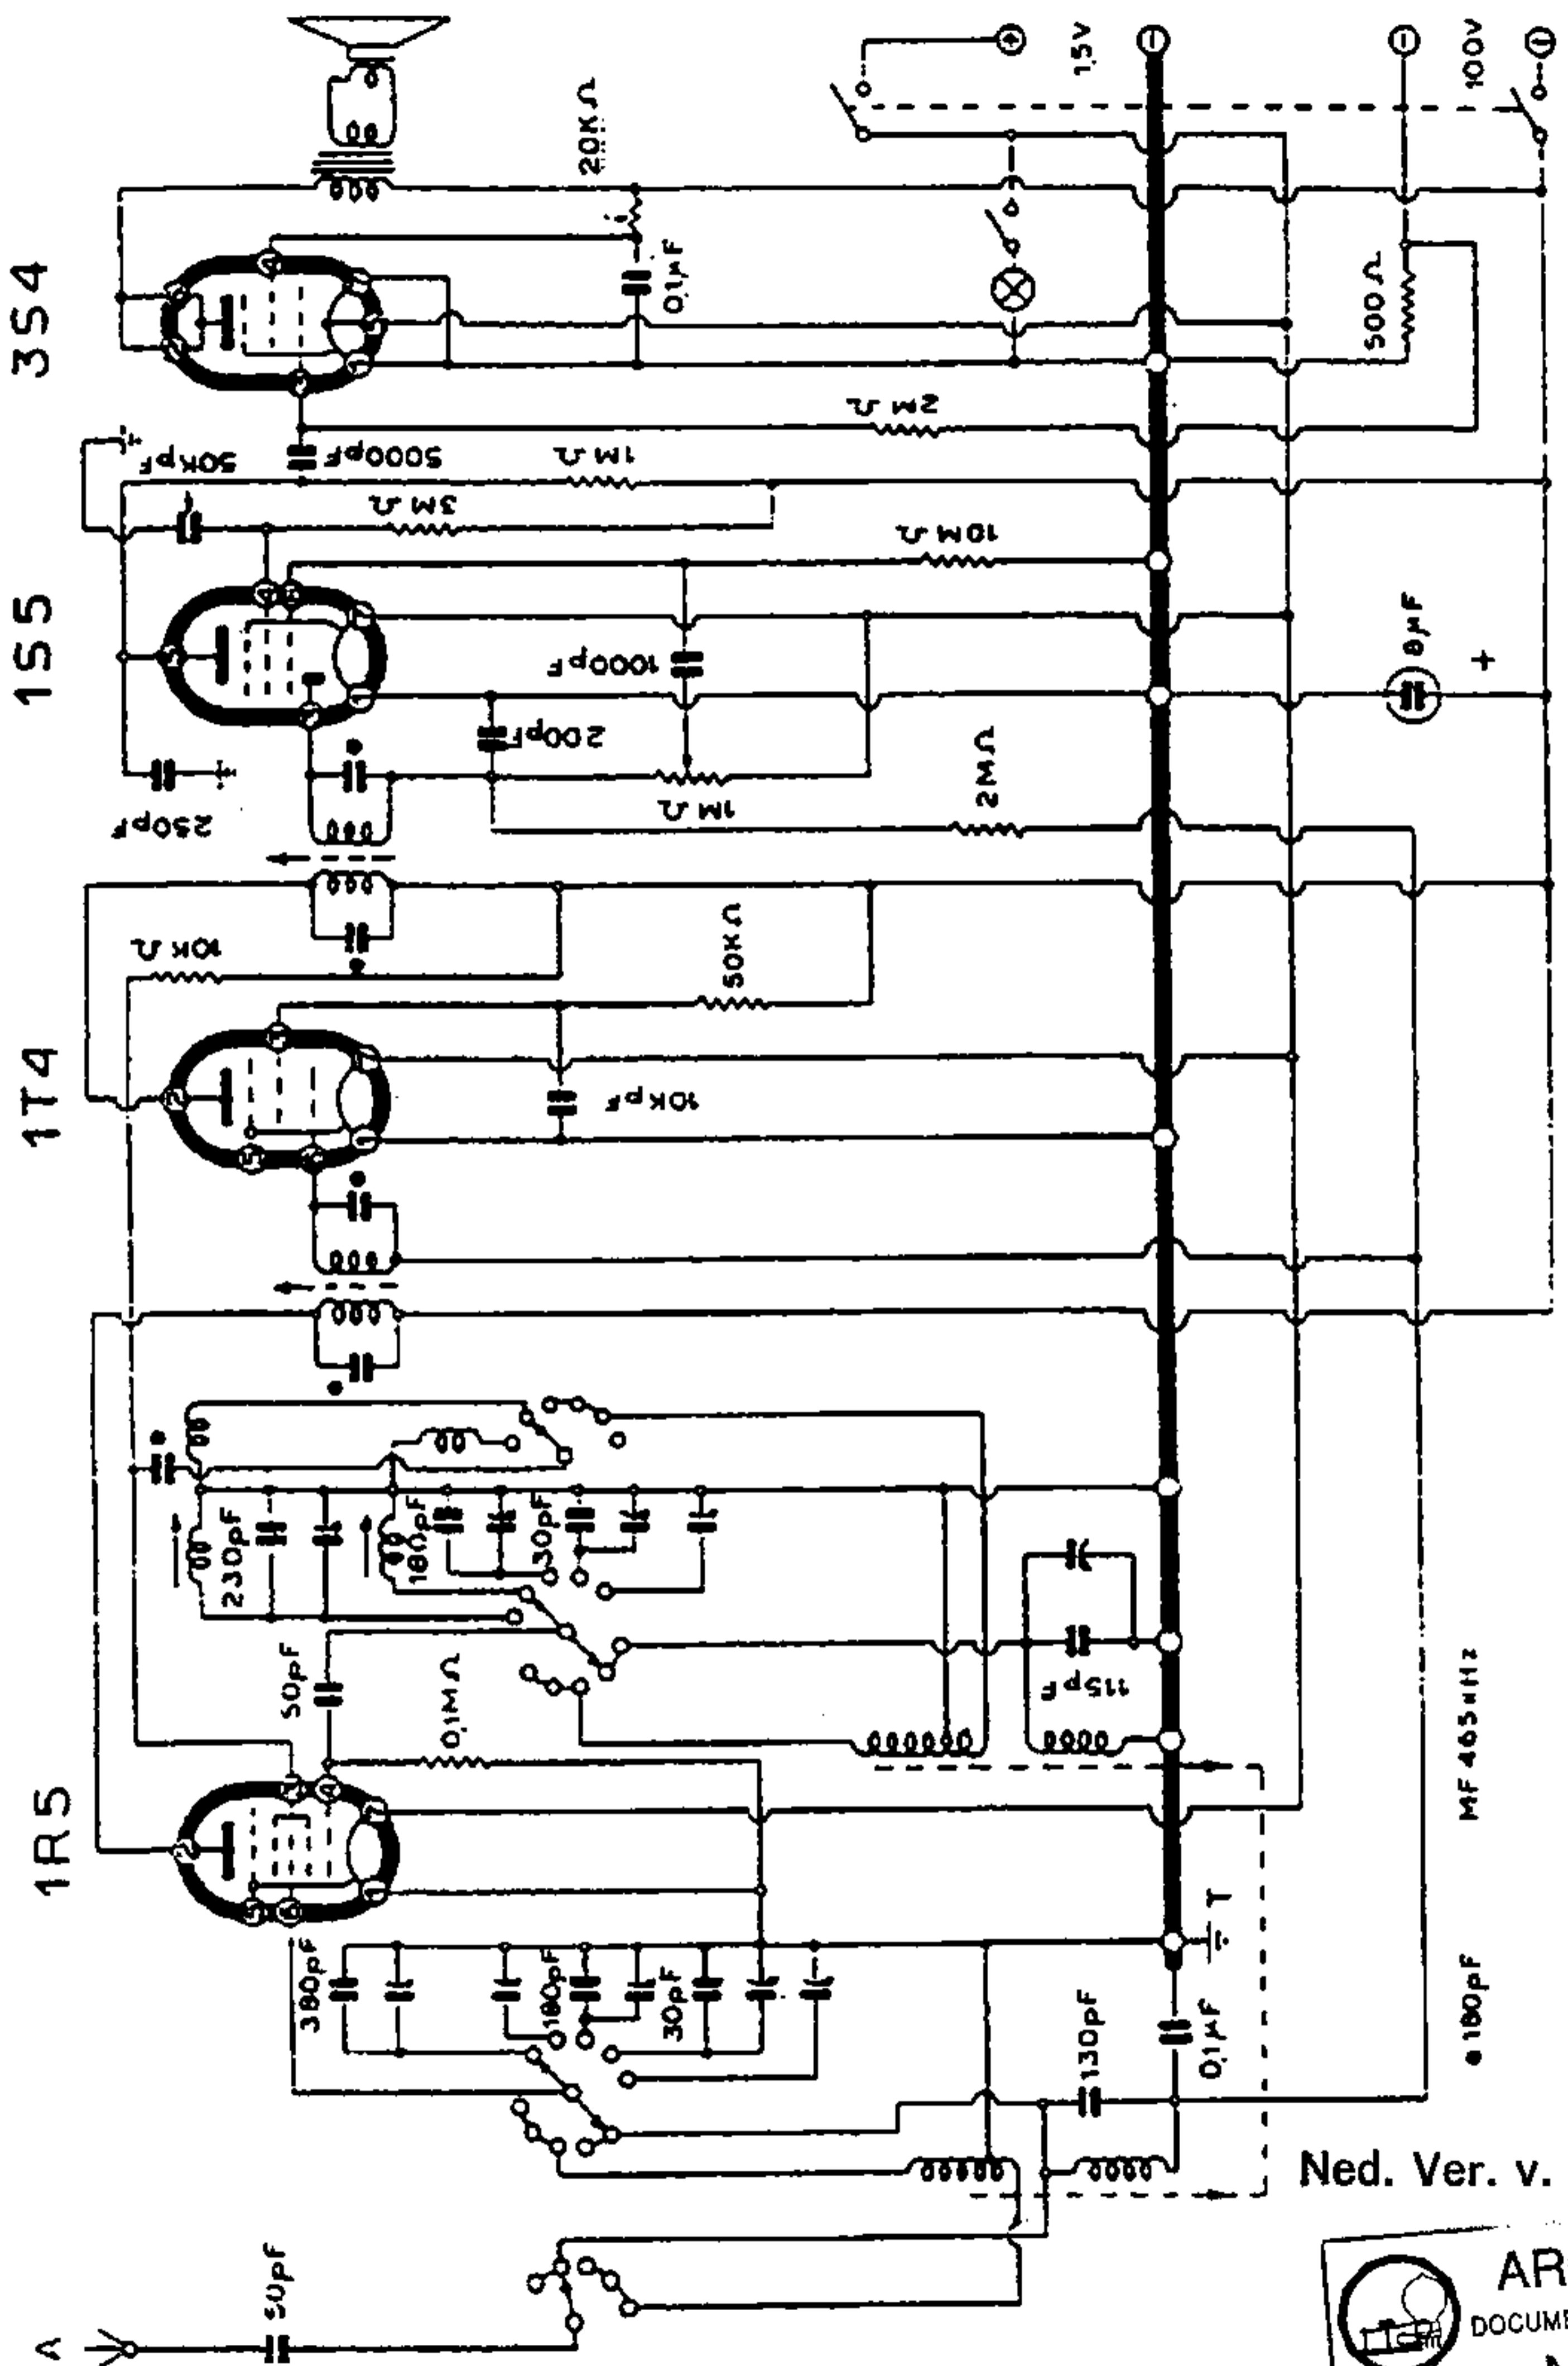 3S4
1S5
1T4
1R5
20KΩ
0,1µF
1,5V
100V
500Ω
2MΩ
50KpF
5000pF
1MΩ
3MΩ
10MΩ
1000pF
200pF
8µF
+
250pF
1MΩ
2MΩ
10KΩ
50KΩ
10KpF
230pF
180pF
30pF
50pF
0,1MΩ
115pF
MF 465KHz
380pF
180pF
30pF
130pF
0,1µF
T
● 180pF
50pF
A
Ned. Ver. v.
AR
DOCUME